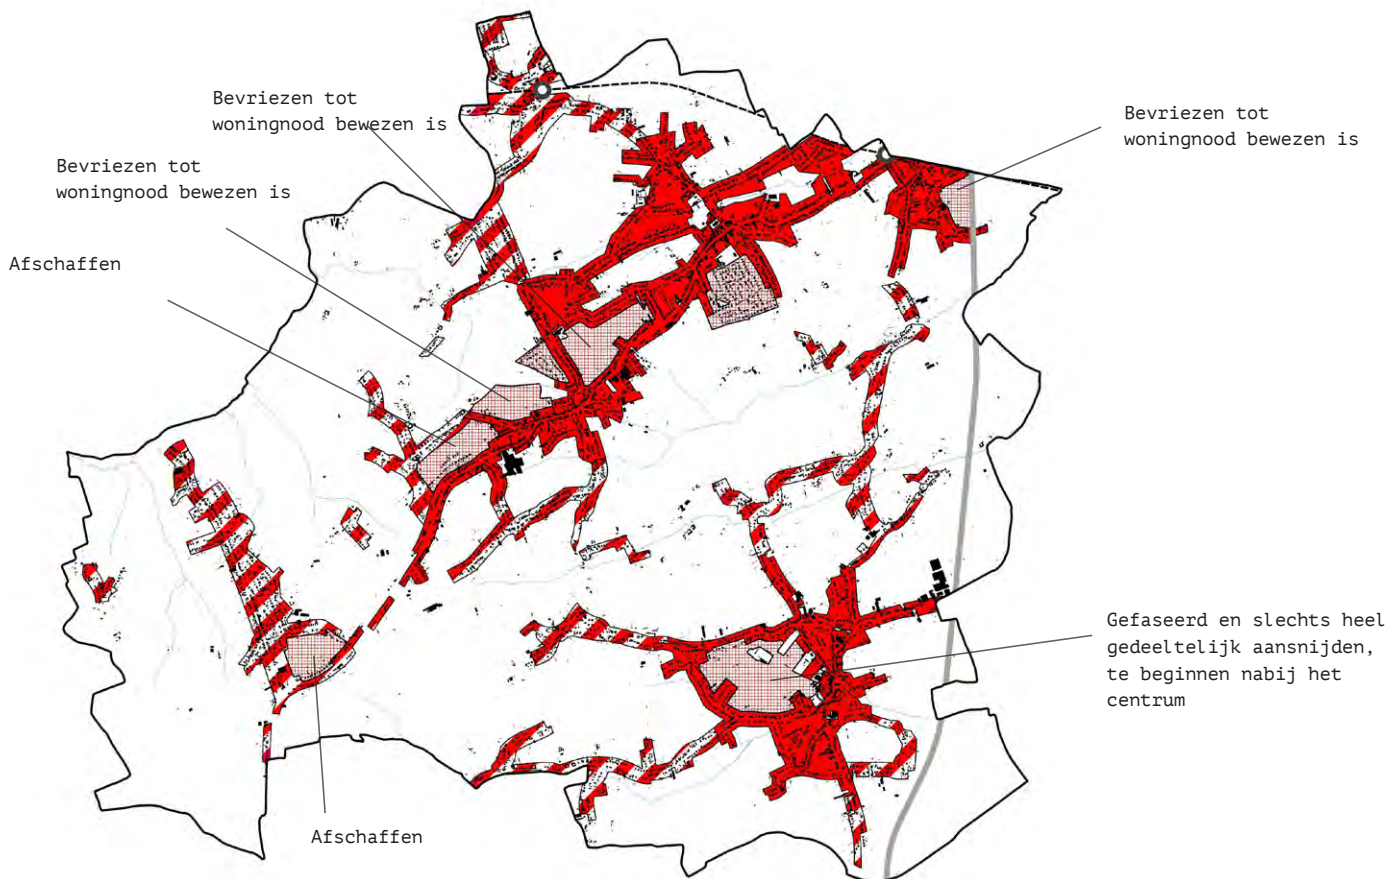 Bevriezen tot
woningnood bewezen is
Bevriezen tot
woningnood bewezen is
Bevriezen tot
woningnood bewezen is
Afschaffen
Gefaseerd en slechts heel
gedeeltelijk aansnijden,
te beginnen nabij het
centrum
Afschaffen